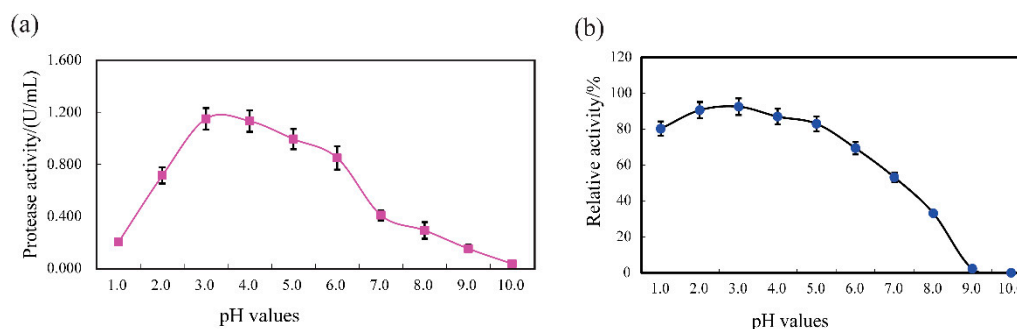 (a)
Protease activity/(U/mL)
1.600
1.200
0.800
0.400
0.000
1.0 2.0 3.0 4.0 5.0 6.0 7.0 8.0 9.0 10.0
pH values
(b)
Relative activity/%
120
100
80
60
40
20
0
1.0 2.0 3.0 4.0 5.0 6.0 7.0 8.0 9.0 10.0
pH values